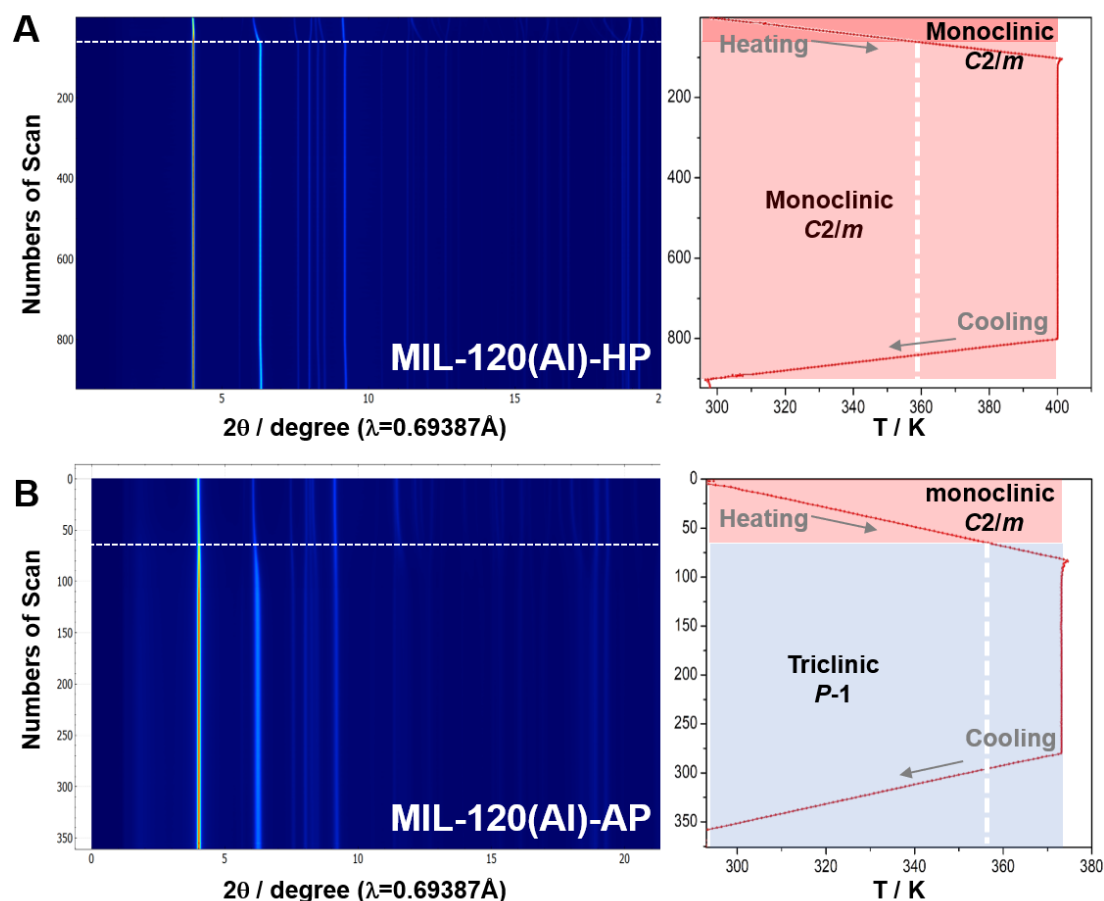 A
Numbers of Scan
200
400
600
800
5
10
15
2
MIL-120(Al)-HP
2θ / degree (λ=0.69387Å)
Heating
Monoclinic
C2/m
200
400
600
800
Monoclinic
C2/m
Cooling
300
320
340
360
380
400
T / K
B
Numbers of Scan
0
50
100
150
200
250
300
350
0
5
10
15
20
MIL-120(Al)-AP
2θ / degree (λ=0.69387Å)
0
50
100
150
200
250
300
350
Heating
monoclinic
C2/m
Triclinic
P-1
Cooling
300
320
340
360
380
T / K